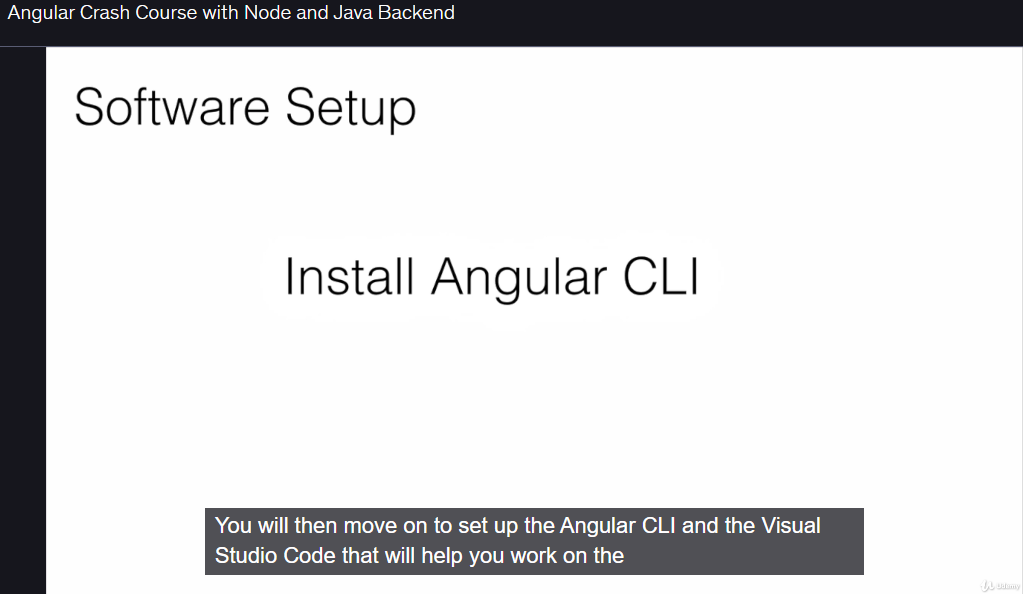 Angular Crash Course with Node and Java Backend
Software Setup
Install Angular CLI
You will then move on to set up the Angular CLI and the Visual
Studio Code that will help you work on the
Udemy